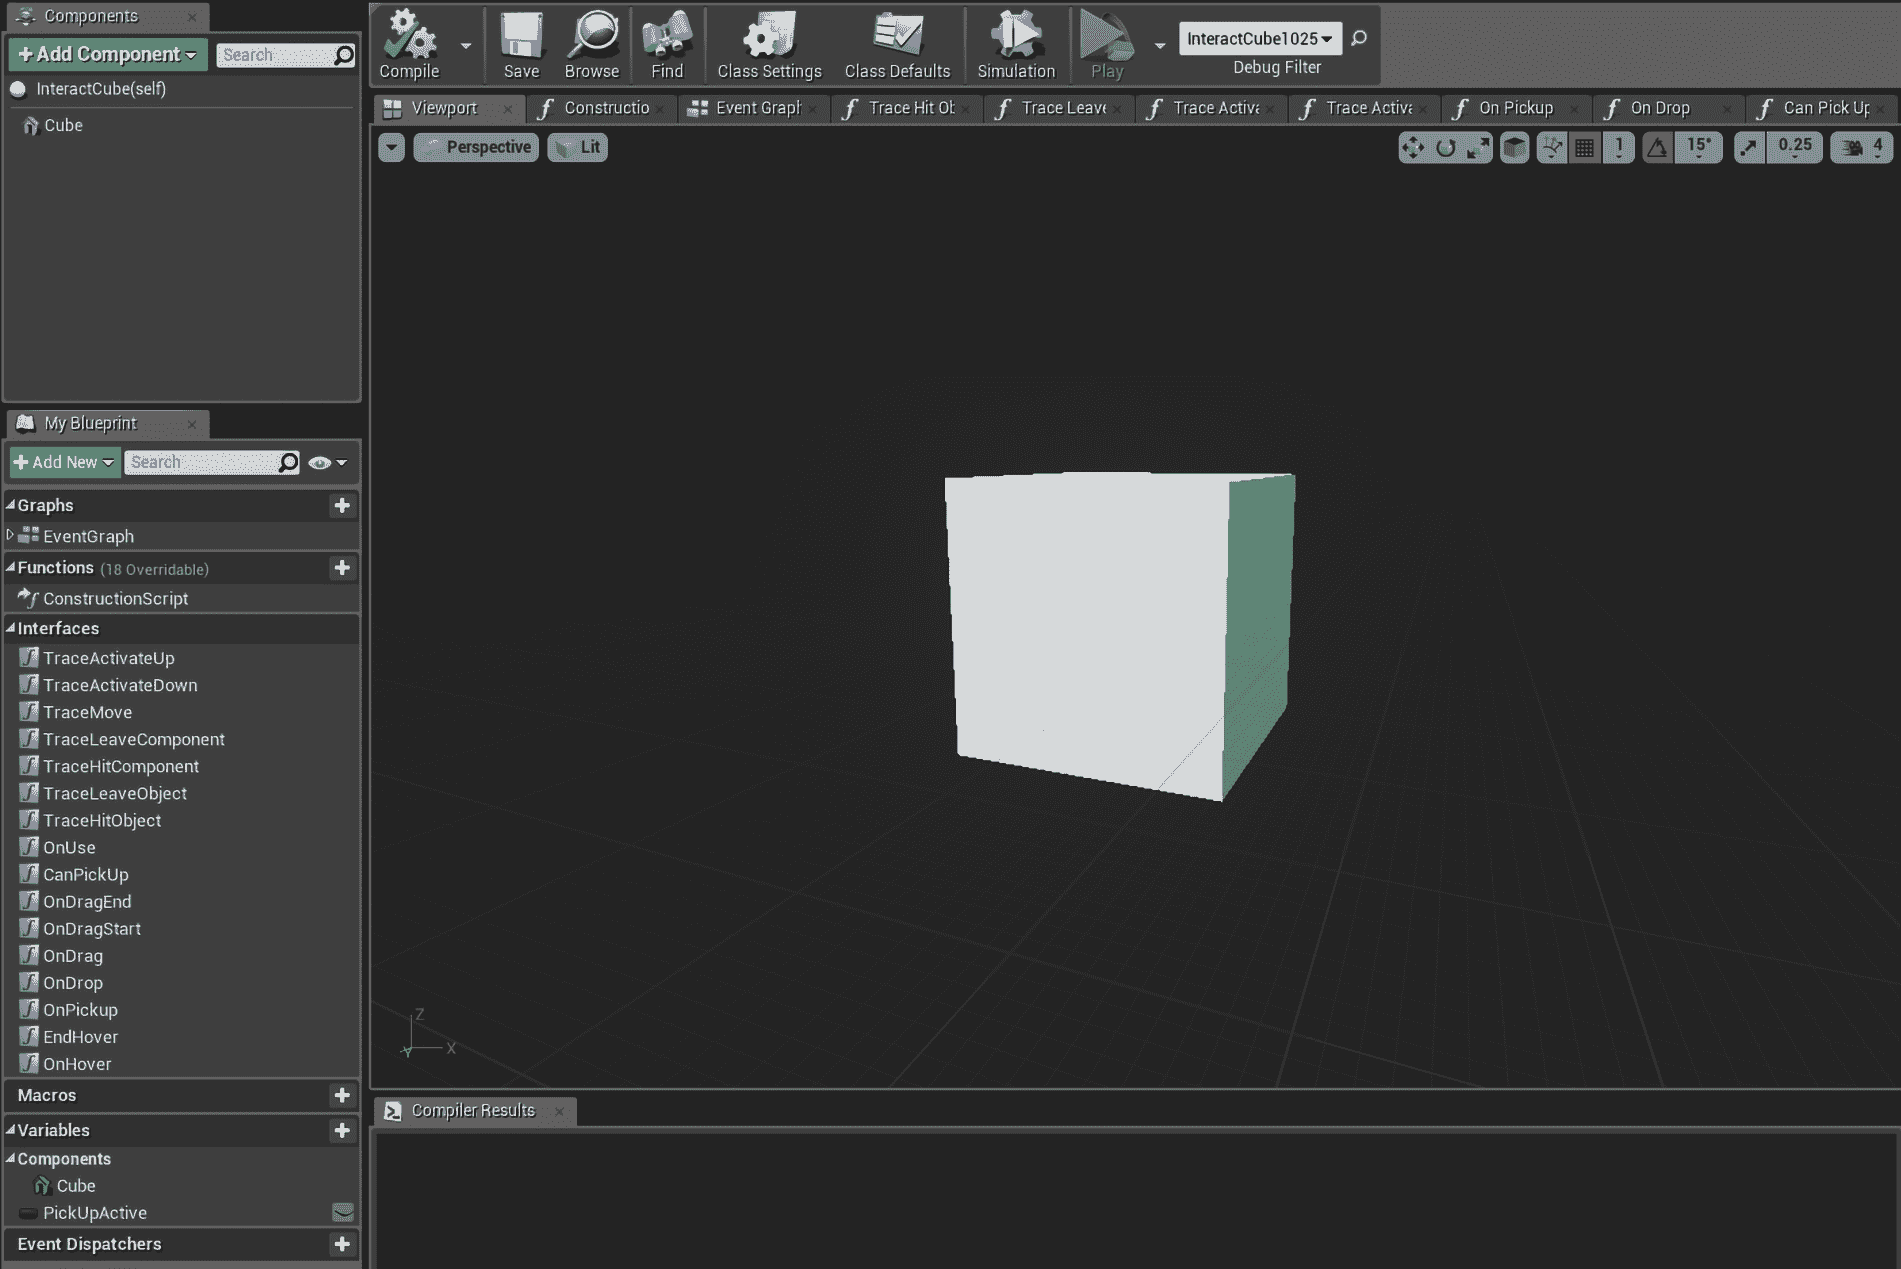 Components
Add Component
Search
InteractCube(self)
Cube
Compile
Save
Browse
Find
Class Settings
Class Defaults
Simulation
Play
InteractCube1025
Debug Filter
Viewport
Constructio
Event Graph
Trace Hit Ob
Trace Leave
Trace Activa
Trace Activa
On Pickup
On Drop
Can Pick Up
Perspective
Lit
1
15°
0.25
4
Z
X
Y
My Blueprint
Add New
Search
Graphs
EventGraph
Functions (18 Overridable)
ConstructionScript
Interfaces
TraceActivateUp
TraceActivateDown
TraceMove
TraceLeaveComponent
TraceHitComponent
TraceLeaveObject
TraceHitObject
OnUse
CanPickUp
OnDragEnd
OnDragStart
OnDrag
OnDrop
OnPickup
EndHover
OnHover
Macros
Variables
Components
Cube
PickUpActive
Event Dispatchers
Compiler Results